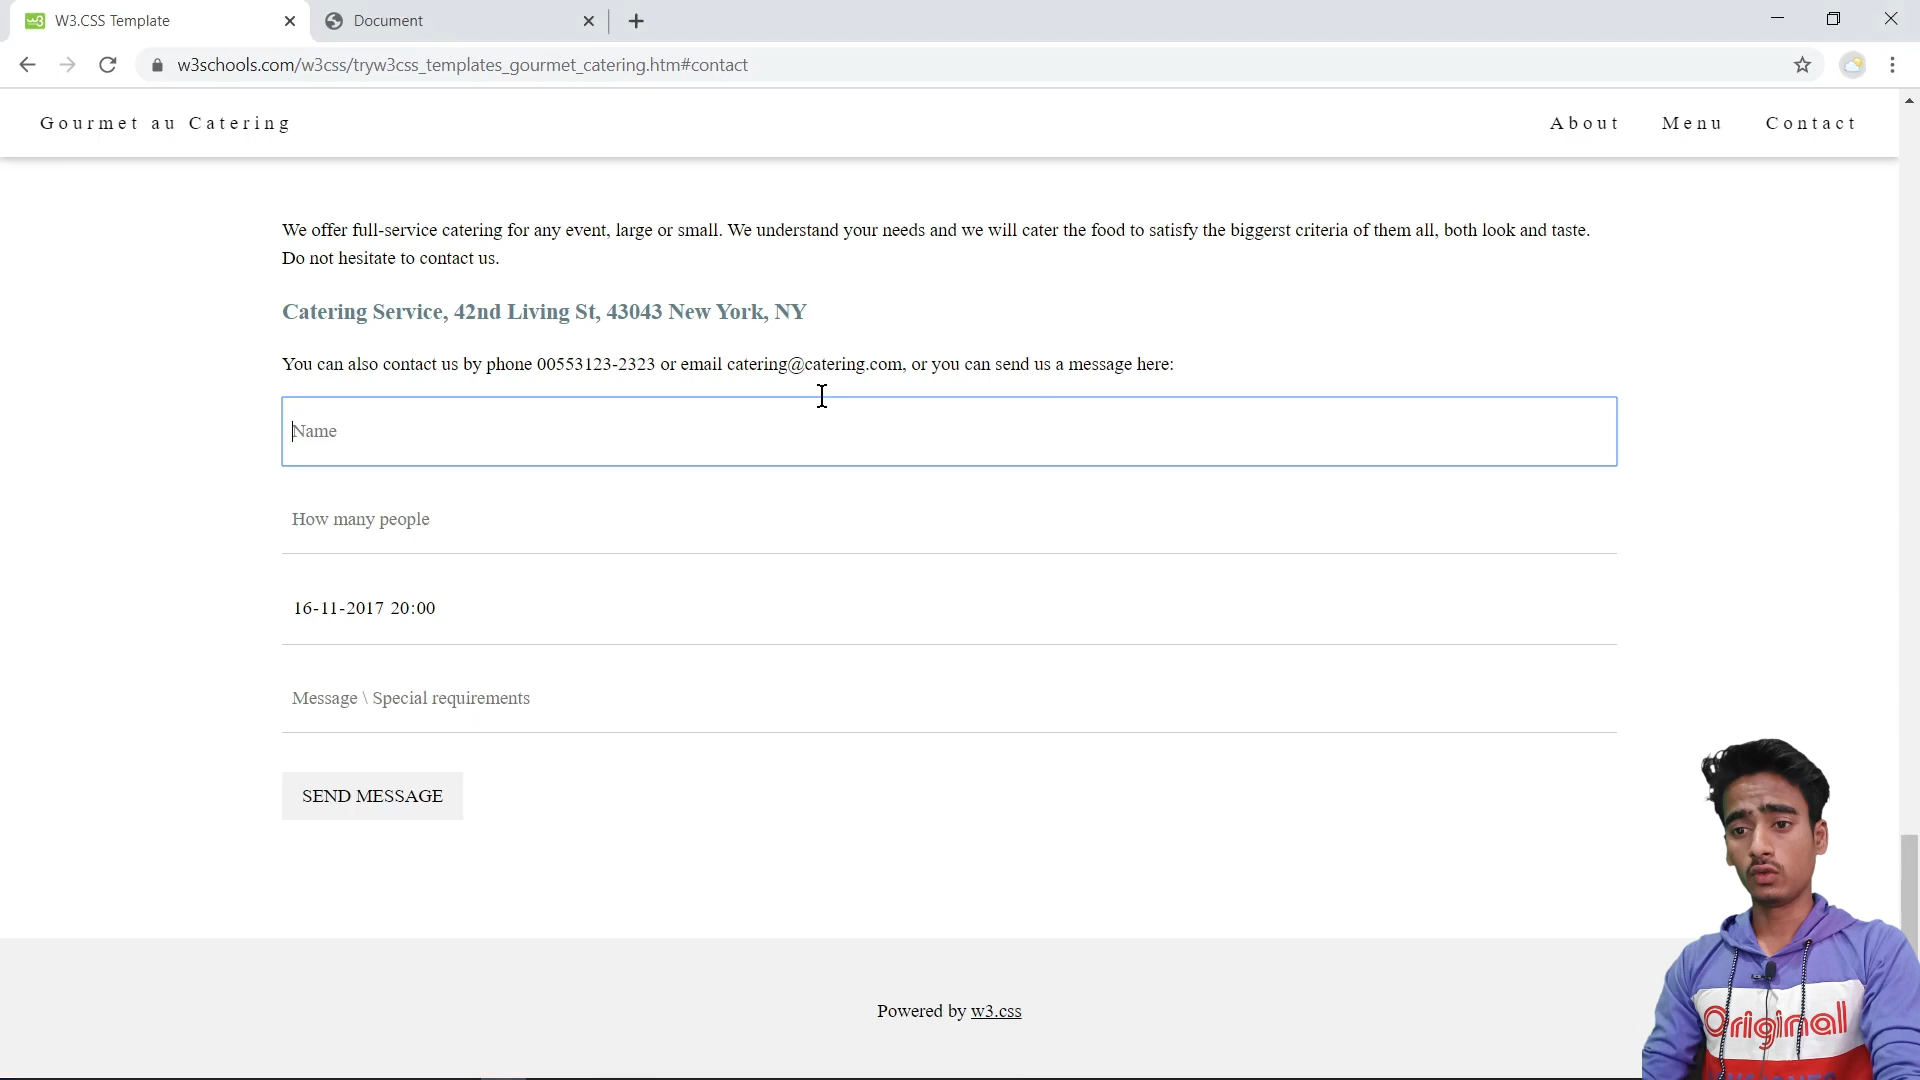 W3.CSS Template
Document
w3schools.com/w3css/tryw3css_templates_gourmet_catering.htm#contact
Gourmet au Catering
About Menu Contact
We offer full-service catering for any event, large or small. We understand your needs and we will cater the food to satisfy the biggerst criteria of them all, both look and taste.
Do not hesitate to contact us.
Catering Service, 42nd Living St, 43043 New York, NY
You can also contact us by phone 00553123-2323 or email catering@catering.com, or you can send us a message here:
Name
How many people
16-11-2017 20:00
Message \ Special requirements
SEND MESSAGE
Powered by w3.css
Original